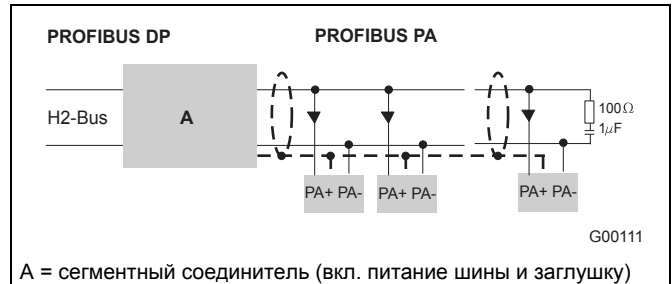 PROFIBUS DP PROFIBUS PA
H2-Bus A 100Ω
1µF
PA+ PA- PA+ PA- PA+ PA-
G00111
A = сегментный соединитель (вкл. питание шины и заглушку)